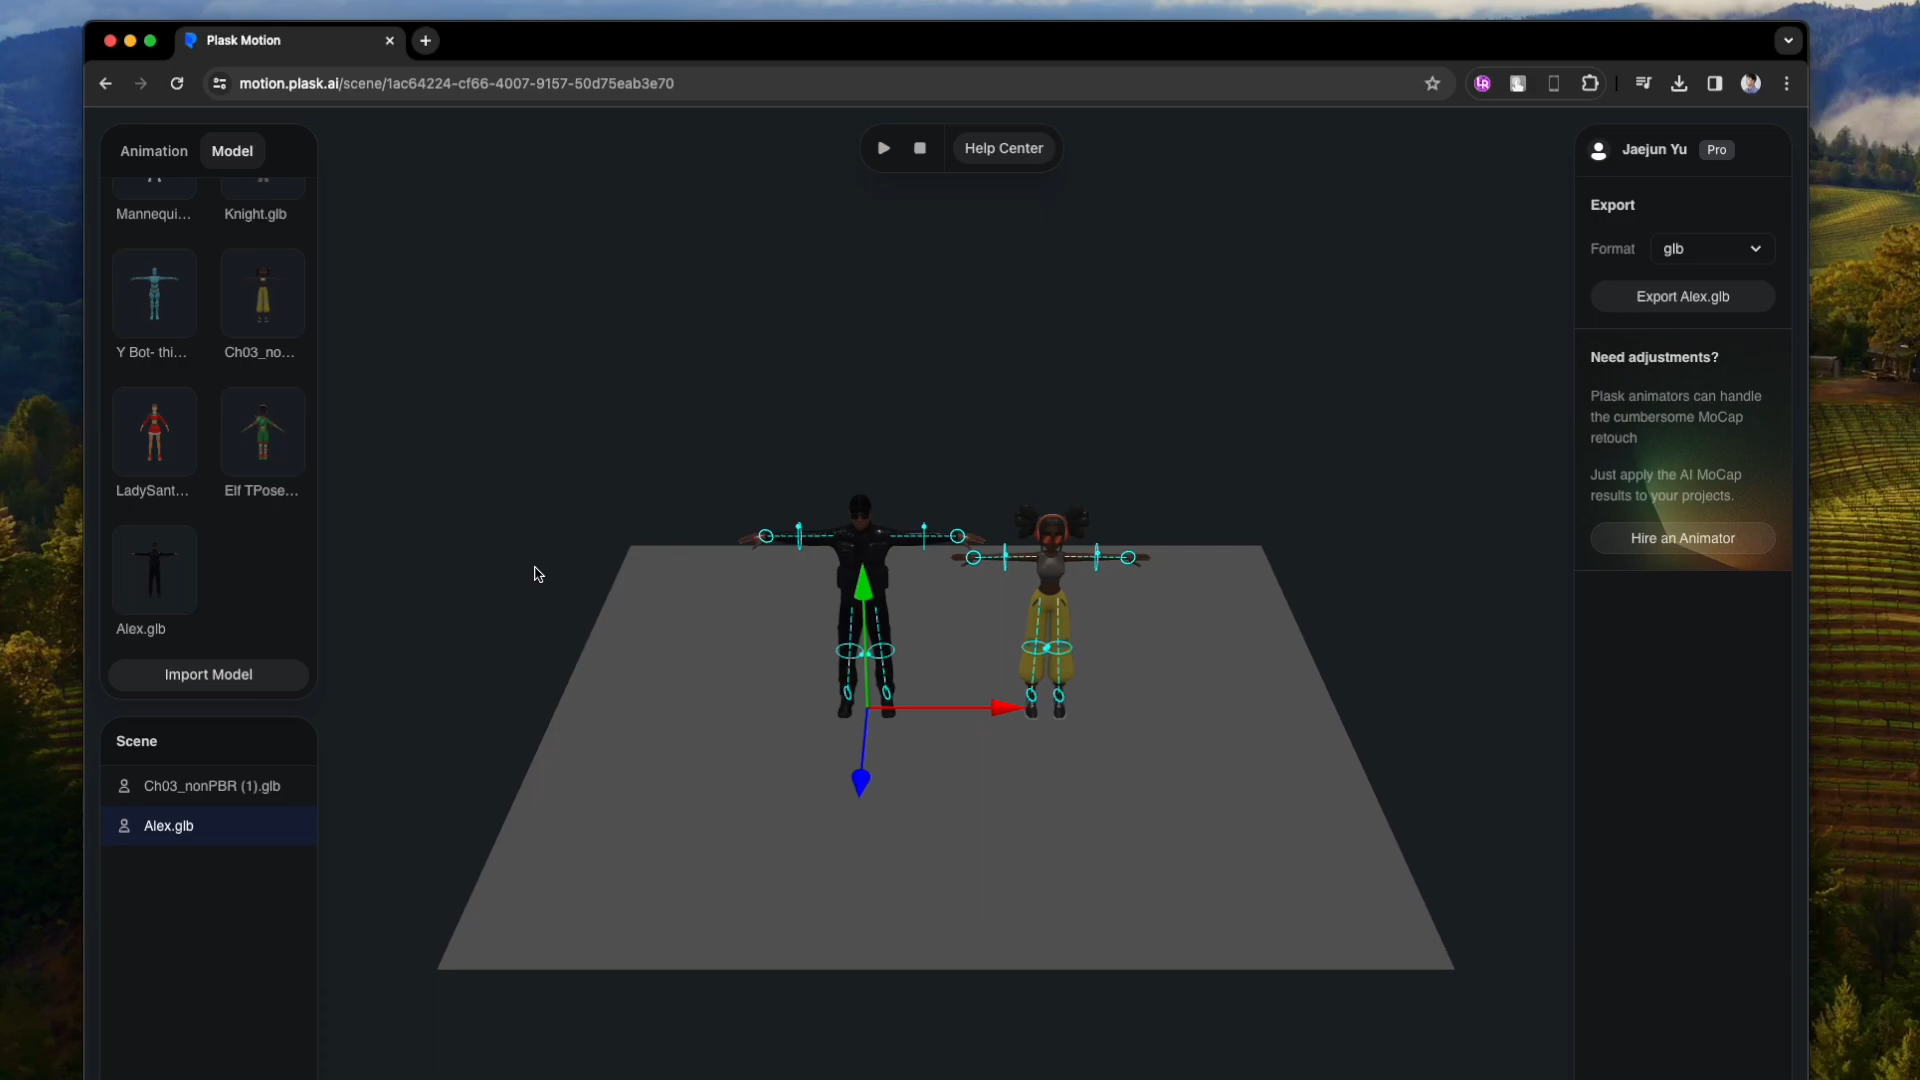 Plask Motion
motion.plask.ai/scene/1ac64224-cf66-4007-9157-50d75eab3e70
Animation
Model
Help Center
Jaejun Yu
Pro
Mannequi...
Knight.glb
Export
Format
glb
Export Alex.glb
Y Bot- thi...
Ch03_no...
Need adjustments?
Plask animators can handle
the cumbersome MoCap
retouch
Just apply the AI MoCap
results to your projects.
Hire an Animator
LadySant...
Elf TPose...
Alex.glb
Import Model
Scene
Ch03_nonPBR (1).glb
Alex.glb